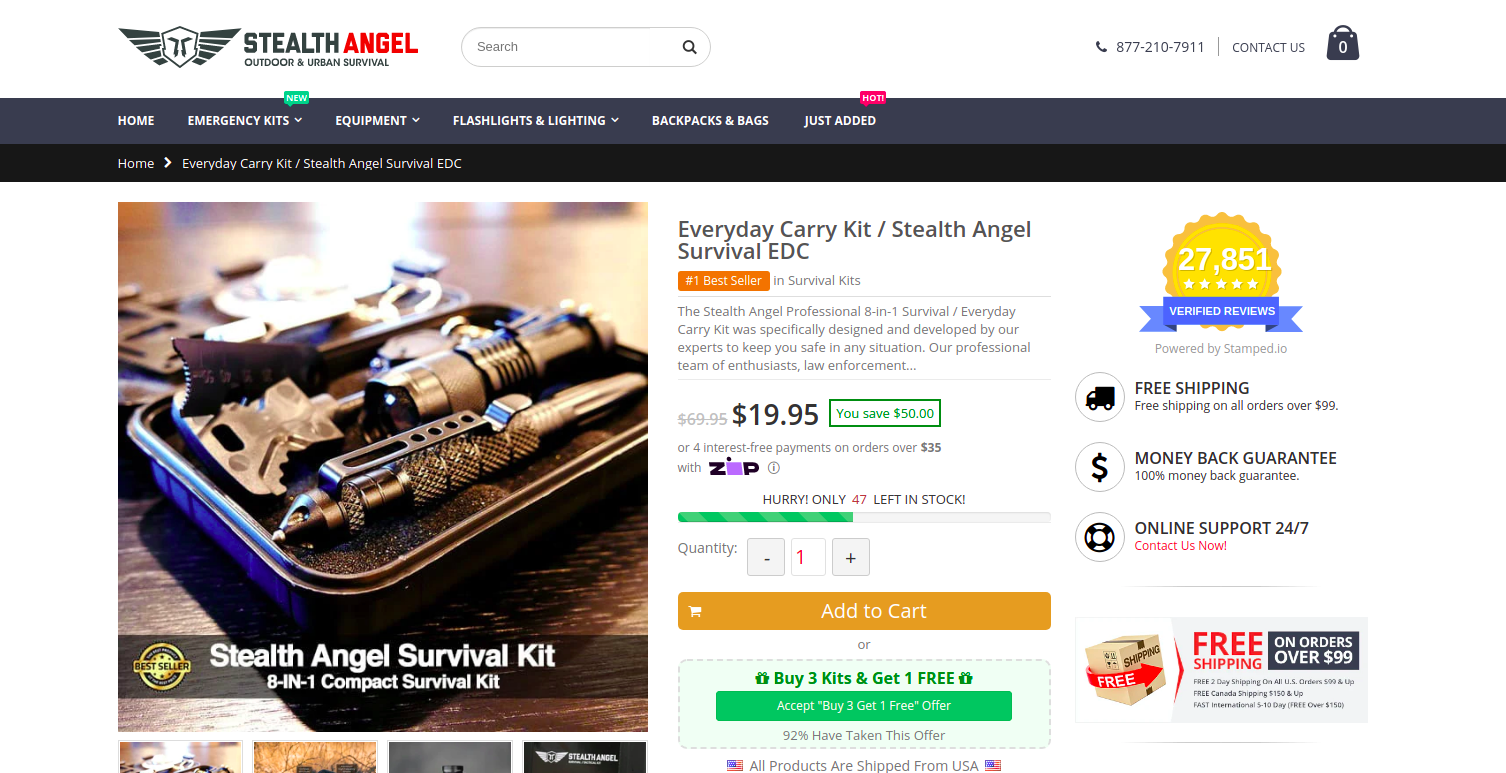 STEALTH ANGEL
OUTDOOR & URBAN SURVIVAL
Search
877-210-7911
CONTACT US
0
NEW
HOT!
HOME
EMERGENCY KITS
EQUIPMENT
FLASHLIGHTS & LIGHTING
BACKPACKS & BAGS
JUST ADDED
Home
Everyday Carry Kit / Stealth Angel Survival EDC
BEST SELLER
Stealth Angel Survival Kit
8-IN-1 Compact Survival Kit
STEALTH ANGEL
Everyday Carry Kit / Stealth Angel
Survival EDC
#1 Best Seller in Survival Kits
The Stealth Angel Professional 8-in-1 Survival / Everyday
Carry Kit was specifically designed and developed by our
experts to keep you safe in any situation. Our professional
team of enthusiasts, law enforcement...
$69.95 $19.95 You save $50.00
or 4 interest-free payments on orders over $35
with zip
HURRY! ONLY 47 LEFT IN STOCK!
Quantity: - 1 +
Add to Cart
or
Buy 3 Kits & Get 1 FREE
Accept "Buy 3 Get 1 Free" Offer
92% Have Taken This Offer
All Products Are Shipped From USA
27,851
VERIFIED REVIEWS
Powered by Stamped.io
FREE SHIPPING
Free shipping on all orders over $99.
$
MONEY BACK GUARANTEE
100% money back guarantee.
ONLINE SUPPORT 24/7
Contact Us Now!
SHIPPING
FREE
FREE
SHIPPING
ON ORDERS
OVER $99
FREE 2 Day Shipping On All U.S. Orders $99 & Up
FREE Canada Shipping $150 & Up
FAST International 5-10 Day (FREE Over $150)